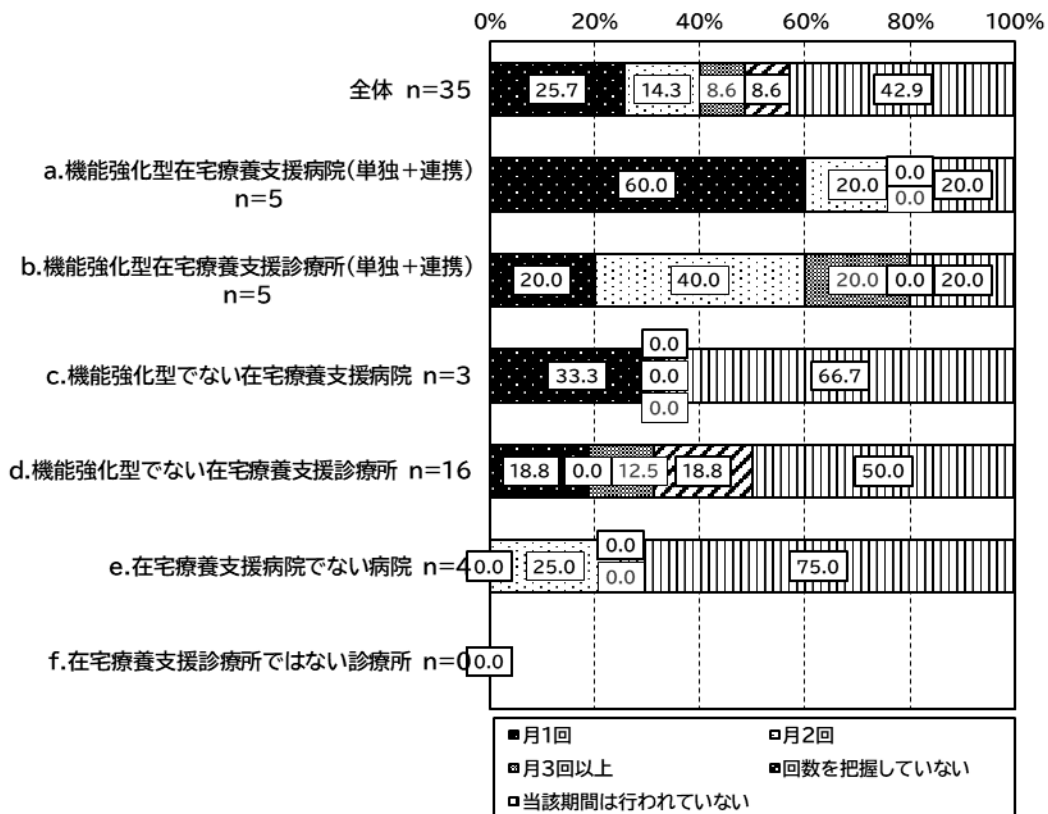 0% 20% 40% 60% 80% 100%
全体 n=35
25.7 14.3 8.6 8.6 42.9
a.機能強化型在宅療養支援病院(単独+連携)
n=5
60.0 20.0 0.0 0.0 20.0
b.機能強化型在宅療養支援診療所(単独+連携)
n=5
20.0 40.0 20.0 0.0 20.0
c.機能強化型でない在宅療養支援病院 n=3
33.3 0.0 0.0 0.0 66.7
d.機能強化型でない在宅療養支援診療所 n=16
18.8 0.0 12.5 18.8 50.0
e.在宅療養支援病院でない病院 n=4
0.0 25.0 0.0 0.0 75.0
f.在宅療養支援診療所ではない診療所 n=0
0.0
月1回 月2回
月3回以上 回数を把握していない
当該期間は行われていない